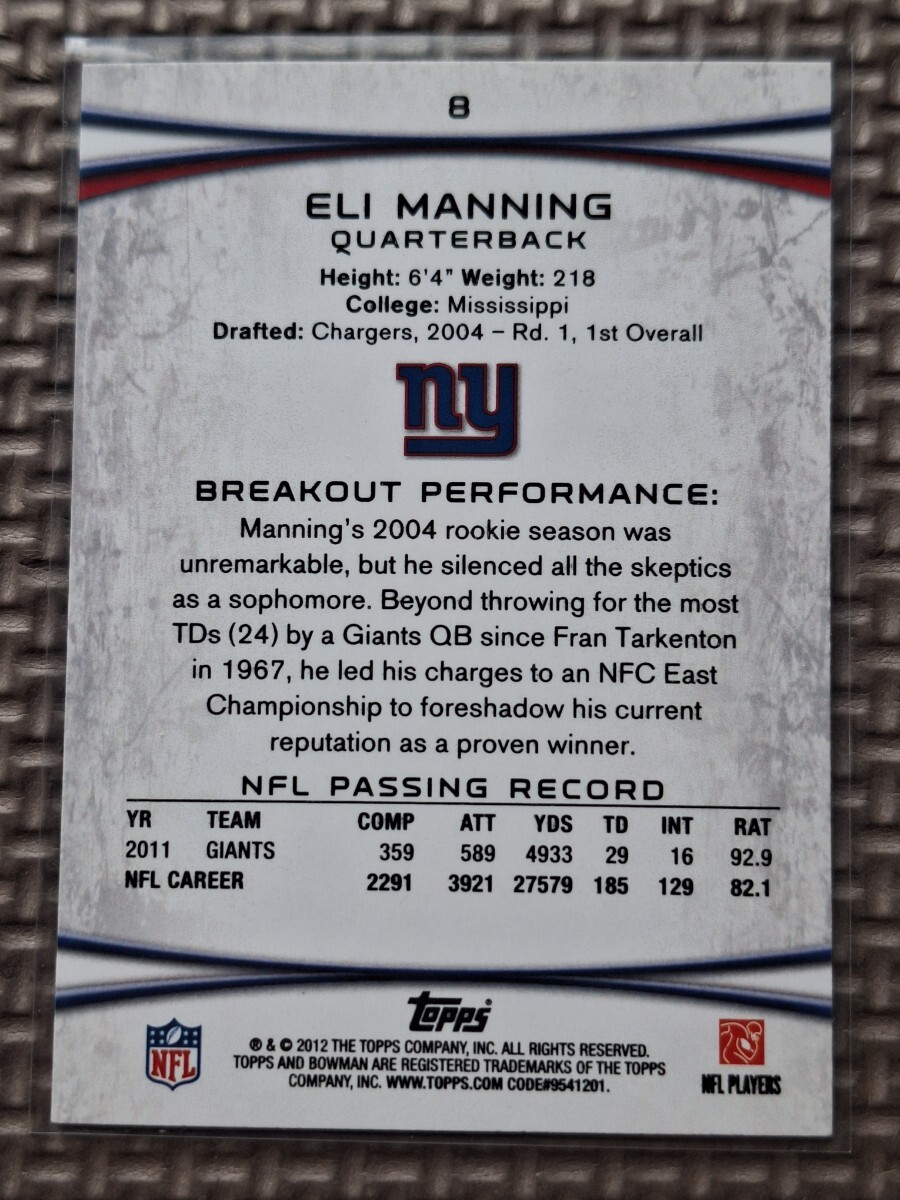 8
ELI MANNING
QUARTERBACK
Height: 6'4" Weight: 218
College: Mississippi
Drafted: Chargers, 2004 – Rd. 1, 1st Overall
ny
BREAKOUT PERFORMANCE:
Manning's 2004 rookie season was
unremarkable, but he silenced all the skeptics
as a sophomore. Beyond throwing for the most
TDs (24) by a Giants QB since Fran Tarkenton
in 1967, he led his charges to an NFC East
Championship to foreshadow his current
reputation as a proven winner.
NFL PASSING RECORD
YR TEAM COMP ATT YDS TD INT RAT
2011 GIANTS 359 589 4933 29 16 92.9
NFL CAREER 2291 3921 27579 185 129 82.1
topps
® & © 2012 THE TOPPS COMPANY, INC. ALL RIGHTS RESERVED.
TOPPS AND BOWMAN ARE REGISTERED TRADEMARKS OF THE TOPPS
COMPANY, INC. WWW.TOPPS.COM CODE#9541201.
NFL
NFL PLAYERS